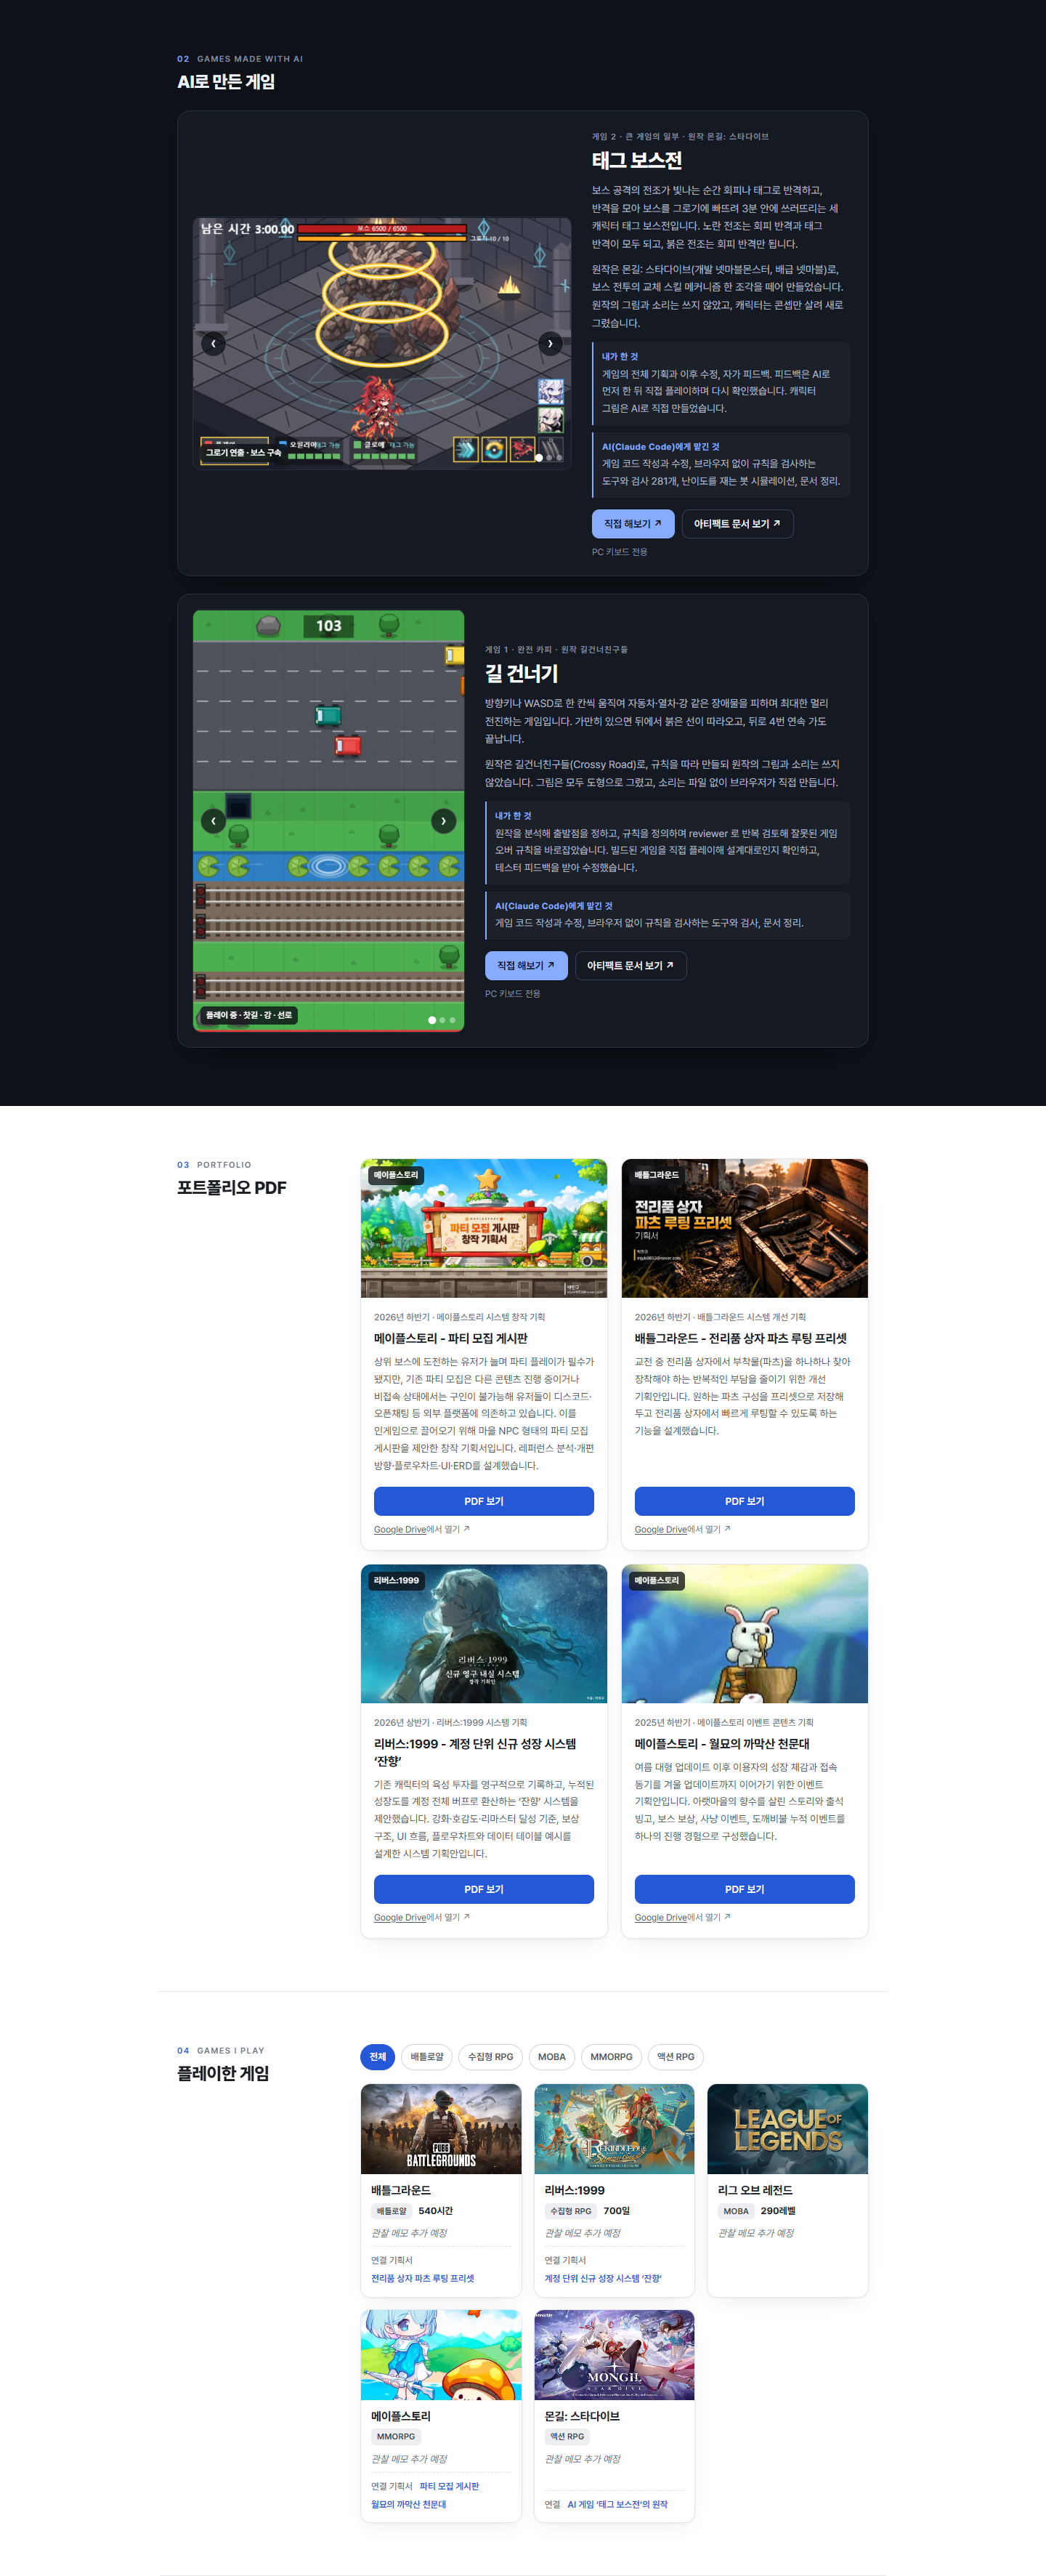 02 GAMES MADE WITH AI
AI로 만든 게임
남은 시간 3:00.00
보스 6500 / 6500
그로기 10 / 10
오필리아
태그 가능
클로에
태그 가능
그로기 연출 · 보스 구속
게임 2 · 큰 게임의 일부 · 원작 몬길: 스타다이브
태그 보스전
보스 공격의 전조가 빛나는 순간 회피나 태그로 반격하고,
반격을 모아 보스를 그로기에 빠뜨려 3분 안에 쓰러뜨리는 세
캐릭터 태그 보스전입니다. 노란 전조는 회피 반격과 태그
반격이 모두 되고, 붉은 전조는 회피 반격만 됩니다.
원작은 몬길: 스타다이브(개발 넷마블몬스터, 배급 넷마블)로,
보스 전투의 교체 스킬 메커니즘 한 조각을 떼어 만들었습니다.
원작의 그림과 소리는 쓰지 않았고, 캐릭터는 콘셉만 살려 새로
그렸습니다.
내가 한 것
게임의 전체 기획과 이후 수정, 자가 피드백. 피드백은 AI로
먼저 한 뒤 직접 플레이하며 다시 확인했습니다. 캐릭터
그림은 AI로 직접 만들었습니다.
AI(Claude Code)에게 맡긴 것
게임 코드 작성과 수정, 브라우저 없이 규칙을 검사하는
도구와 검사 281개, 난이도를 재는 봇 시뮬레이션, 문서 정리.
직접 해보기 ↗
아티팩트 문서 보기 ↗
PC 키보드 전용
103
플레이 중 · 찻길 · 강 · 선로
게임 1 · 완전 카피 · 원작 길건너친구들
길 건너기
방향키나 WASD로 한 칸씩 움직여 자동차·열차·강 같은 장애물을 피하며 최대한 멀리
전진하는 게임입니다. 가만히 있으면 뒤에서 붉은 선이 따라오고, 뒤로 4번 연속 가도
끝납니다.
원작은 길건너친구들(Crossy Road)로, 규칙을 따라 만들되 원작의 그림과 소리는 쓰지
않았습니다. 그림은 모두 도형으로 그렸고, 소리는 파일 없이 브라우저가 직접 만듭니다.
내가 한 것
원작을 분석해 출발점을 정하고, 규칙을 정의하며 reviewer 로 반복 검토해 잘못된 게임
오버 규칙을 바로잡았습니다. 빌드된 게임을 직접 플레이해 설계대로인지 확인하고,
테스터 피드백을 받아 수정했습니다.
AI(Claude Code)에게 맡긴 것
게임 코드 작성과 수정, 브라우저 없이 규칙을 검사하는 도구와 검사, 문서 정리.
직접 해보기 ↗
아티팩트 문서 보기 ↗
PC 키보드 전용
03 PORTFOLIO
포트폴리오 PDF
메이플스토리
파티 모집 게시판
창작 기획서
2026년 하반기 · 메이플스토리 시스템 창작 기획
메이플스토리 - 파티 모집 게시판
상위 보스에 도전하는 유저가 늘며 파티 플레이가 필수가
됐지만, 기존 파티 모집은 다른 콘텐츠 진행 중이거나
비접속 상태에서는 구인이 불가능해 유저들이 디스코드·
오픈채팅 등 외부 플랫폼에 의존하고 있습니다. 이를
인게임으로 끌어오기 위해 마을 NPC 형태의 파티 모집
게시판을 제안한 창작 기획서입니다. 레퍼런스 분석·개편
방향·플로우차트·UI·ERD를 설계했습니다.
PDF 보기
Google Drive에서 열기 ↗
배틀그라운드
전리품 상자
파츠 루팅 프리셋
기획서
2026년 하반기 · 배틀그라운드 시스템 개선 기획
배틀그라운드 - 전리품 상자 파츠 루팅 프리셋
교전 중 전리품 상자에서 부착물(파츠)을 하나하나 찾아
장착해야 하는 반복적인 부담을 줄이기 위한 개선
기획안입니다. 원하는 파츠 구성을 프리셋으로 저장해
두고 전리품 상자에서 빠르게 루팅할 수 있도록 하는
기능을 설계했습니다.
PDF 보기
Google Drive에서 열기 ↗
리버스:1999
리버스:1999
신규 영구 내실 시스템
창작 기획안
2026년 상반기 · 리버스:1999 시스템 기획
리버스:1999 - 계정 단위 신규 성장 시스템
‘잔향’
기존 캐릭터의 육성 투자를 영구적으로 기록하고, 누적된
성장도를 계정 전체 버프로 환산하는 ‘잔향’ 시스템을
제안했습니다. 강화·호감도·리마스터 달성 기준, 보상
구조, UI 흐름, 플로우차트와 데이터 테이블 예시를
설계한 시스템 기획안입니다.
PDF 보기
Google Drive에서 열기 ↗
메이플스토리
2025년 하반기 · 메이플스토리 이벤트 콘텐츠 기획
메이플스토리 - 월묘의 까막산 천문대
여름 대형 업데이트 이후 이용자의 성장 체감과 접속
동기를 겨울 업데이트까지 이어가기 위한 이벤트
기획안입니다. 아랫마을의 향수를 살린 스토리와 출석
빙고, 보스 보상, 사냥 이벤트, 도깨비불 누적 이벤트를
하나의 진행 경험으로 구성했습니다.
PDF 보기
Google Drive에서 열기 ↗
04 GAMES I PLAY
플레이한 게임
전체
배틀로얄
수집형 RPG
MOBA
MMORPG
액션 RPG
PUBG
BATTLEGROUNDS
배틀그라운드
배틀로얄 540시간
관찰 메모 추가 예정
연결 기획서
전리품 상자 파츠 루팅 프리셋
리버스:1999
수집형 RPG 700일
관찰 메모 추가 예정
연결 기획서
계정 단위 신규 성장 시스템 ‘잔향’
LEAGUE OF
LEGENDS
리그 오브 레전드
MOBA 290레벨
관찰 메모 추가 예정
메이플스토리
MMORPG
관찰 메모 추가 예정
연결 기획서 파티 모집 게시판
월묘의 까막산 천문대
MONGIL
STAR DIVE
몬길: 스타다이브
액션 RPG
관찰 메모 추가 예정
연결 AI 게임 ‘태그 보스전’의 원작